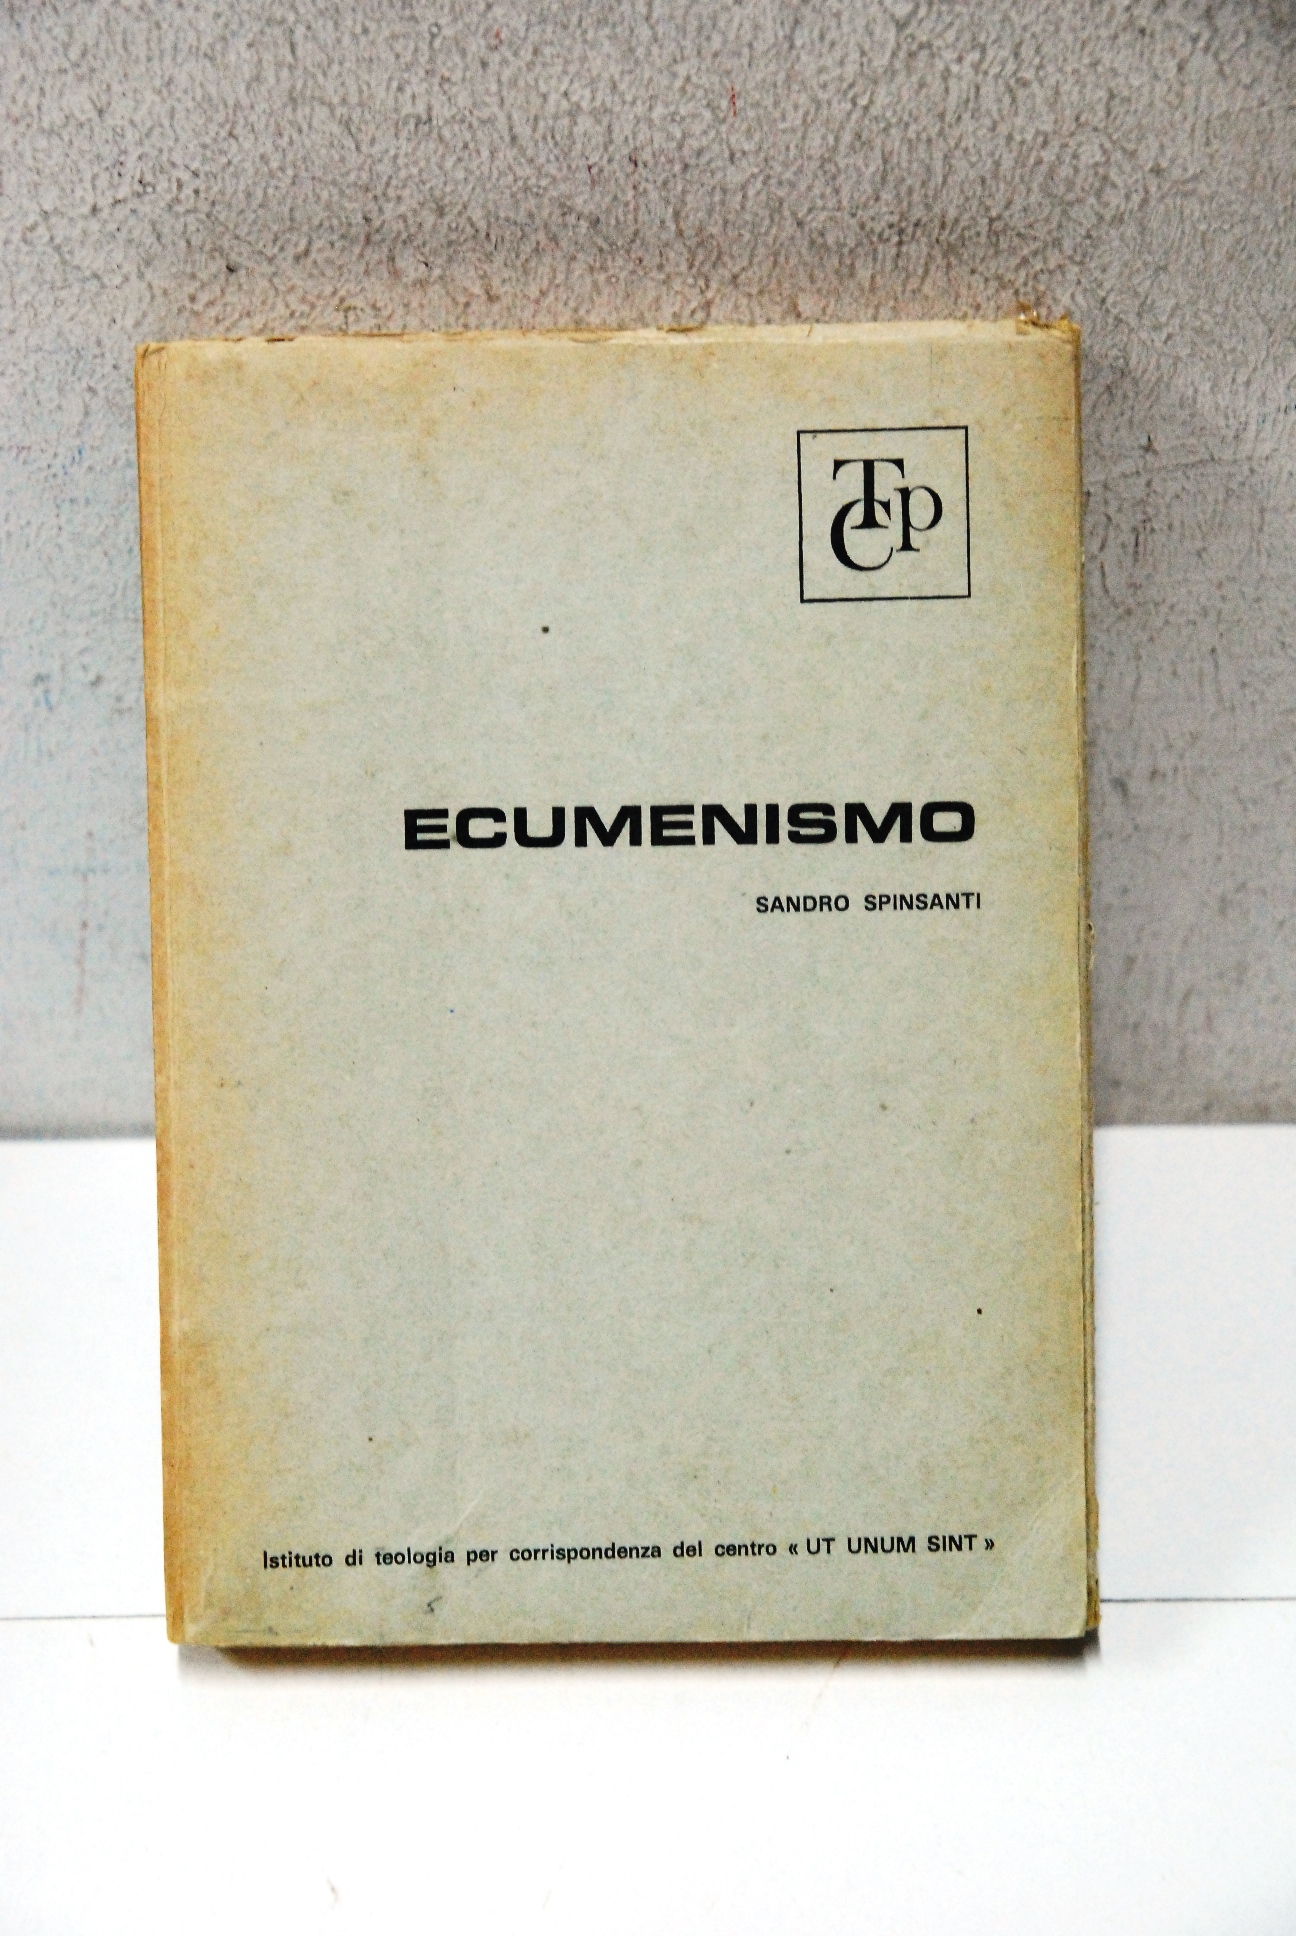 TCp
ECUMENISMO
SANDRO SPINSANTI
Istituto di teologia per corrispondenza del centro « UT UNUM SINT »